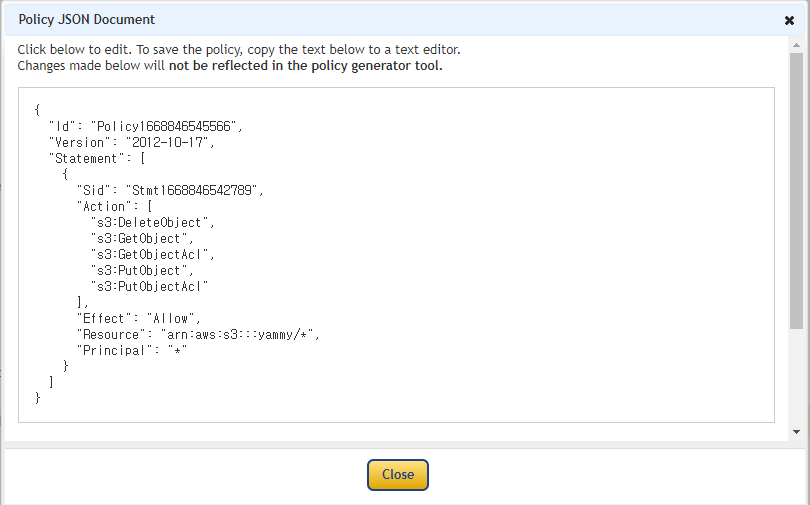 Policy JSON Document
Click below to edit. To save the policy, copy the text below to a text editor.
Changes made below will not be reflected in the policy generator tool.
{
  "Id": "Policy1668846545566",
  "Version": "2012-10-17",
  "Statement": [
    {
      "Sid": "Stmt1668846542789",
      "Action": [
        "s3:DeleteObject",
        "s3:GetObject",
        "s3:GetObjectAcl",
        "s3:PutObject",
        "s3:PutObjectAcl"
      ],
      "Effect": "Allow",
      "Resource": "arn:aws:s3:::yammy/*",
      "Principal": "*"
    }
  ]
}
Close